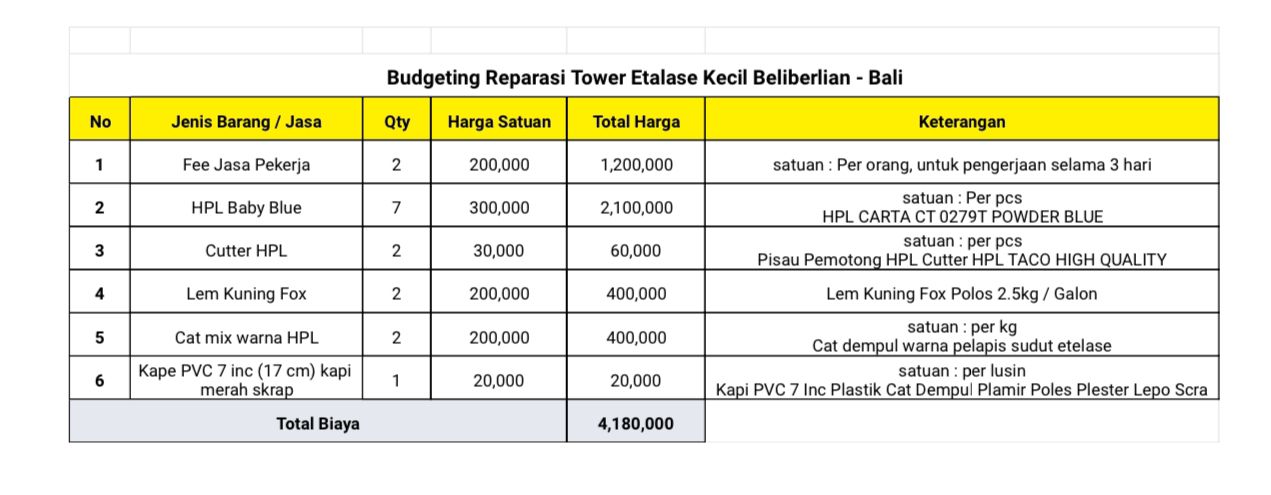 Budgeting Reparasi Tower Etalase Kecil Beliberlian - Bali
No Jenis Barang / Jasa Qty Harga Satuan Total Harga Keterangan
1 Fee Jasa Pekerja 2 200,000 1,200,000 satuan : Per orang, untuk pengerjaan selama 3 hari
2 HPL Baby Blue 7 300,000 2,100,000 satuan : Per pcs
HPL CARTA CT 0279T POWDER BLUE
3 Cutter HPL 2 30,000 60,000 satuan : per pcs
Pisau Pemotong HPL Cutter HPL TACO HIGH QUALITY
4 Lem Kuning Fox 2 200,000 400,000 Lem Kuning Fox Polos 2.5kg / Galon
5 Cat mix warna HPL 2 200,000 400,000 satuan : per kg
Cat dempul warna pelapis sudut etelase
6 Kape PVC 7 inc (17 cm) kapi 1 20,000 20,000 satuan : per lusin
merah skrap Kapi PVC 7 Inc Plastik Cat Dempul Plamir Poles Plester Lepo Scra
Total Biaya 4,180,000